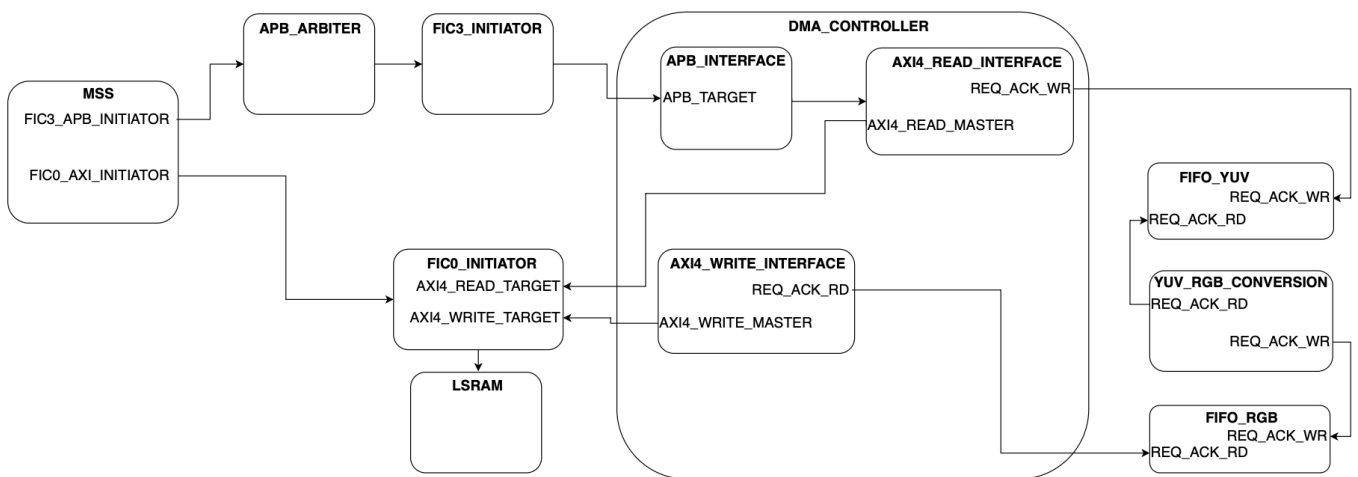 APB_ARBITER
FIC3_INITIATOR
DMA_CONTROLLER
MSS
FIC3_APB_INITIATOR
FIC0_AXI_INITIATOR
APB_INTERFACE
APB_TARGET
AXI4_READ_INTERFACE
REQ_ACK_WR
AXI4_READ_MASTER
FIFO_YUV
REQ_ACK_WR
REQ_ACK_RD
FIC0_INITIATOR
AXI4_READ_TARGET
AXI4_WRITE_TARGET
AXI4_WRITE_INTERFACE
REQ_ACK_RD
AXI4_WRITE_MASTER
YUV_RGB_CONVERSION
REQ_ACK_RD
REQ_ACK_WR
LSRAM
FIFO_RGB
REQ_ACK_WR
REQ_ACK_RD